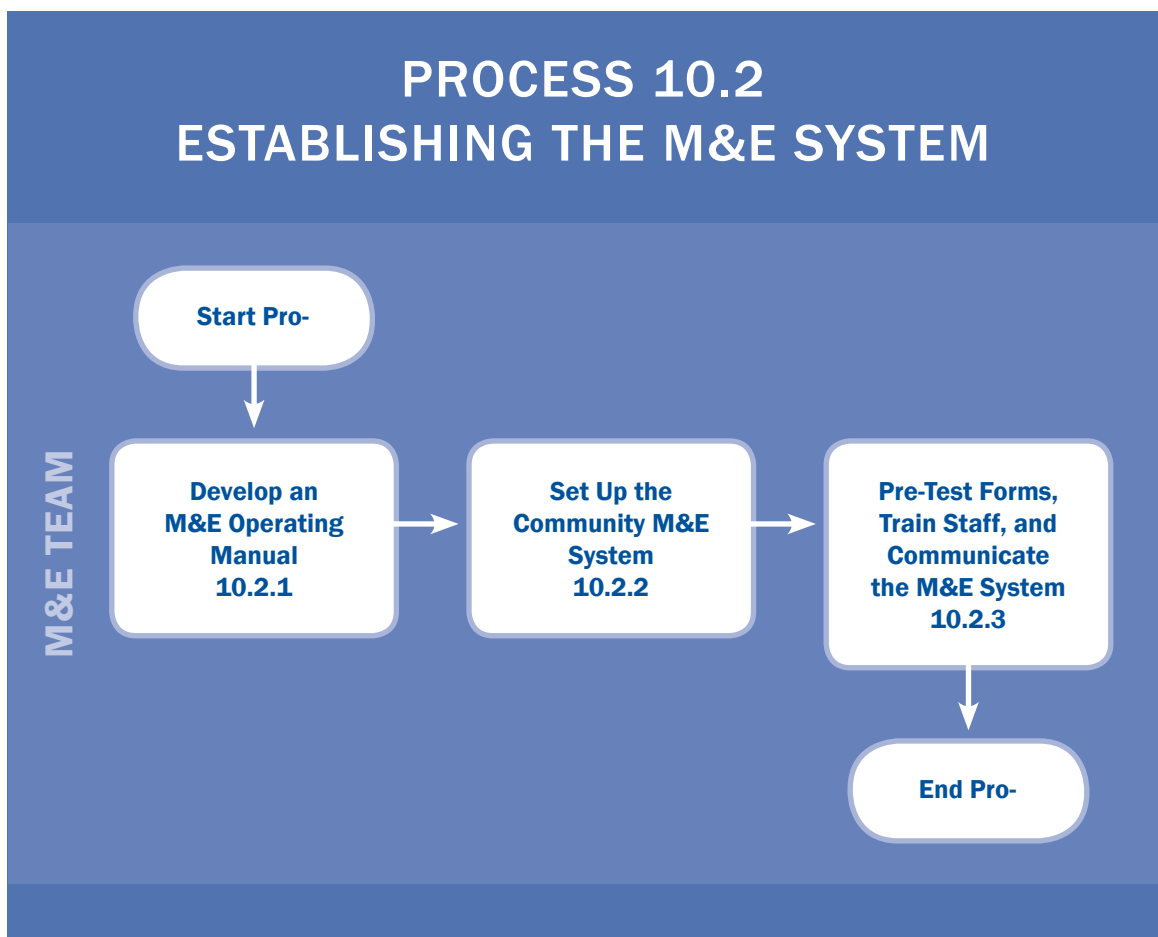 PROCESS 10.2
ESTABLISHING THE M&E SYSTEM
M&E TEAM
Start Pro-
Develop an
M&E Operating
Manual
10.2.1
Set Up the
Community M&E
System
10.2.2
Pre-Test Forms,
Train Staff, and
Communicate
the M&E System
10.2.3
End Pro-